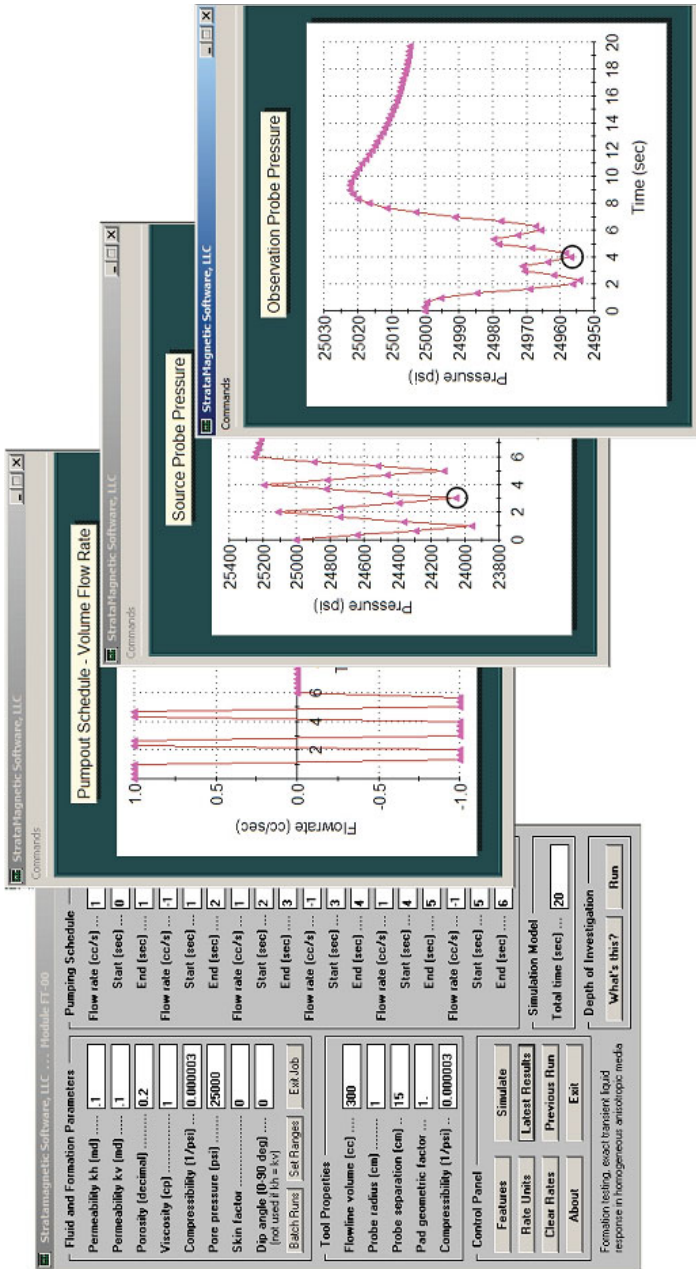 StrataMagnetic Software, LLC ... Module FT-00
Fluid and Formation Parameters
Permeability kh (md) .... .1
Permeability kv (md) .... .1
Porosity (decimal) ........ 0.2
Viscosity (cp) ............... 1
Compressibility (1/psi) 0.000003
Pore pressure (psi) ...... 25000
Skin factor ................... 0
Dip angle (0-90 deg) .. 0
(not used if kh = kv)
Batch Runs
Set Ranges
Exit Job
Tool Properties
Flowline volume (cc) ... 300
Probe radius (cm) ........ 1
Probe separation (cm) .. 15
Pad geometric factor ... 1.
Compressibility (1/psi) 0.000003
Control Panel
Features
Simulate
Rate Units
Latest Results
Clear Rates
Previous Run
About
Exit
Formation testing, exact transient liquid
response in homogeneous anisotropic media
Pumping Schedule
Flow rate (cc/s) ... 1
Start (sec) .... 0
End (sec) .... 1
Flow rate (cc/s) ... -1
Start (sec) .... 1
End (sec) .... 2
Flow rate (cc/s) ... 1
Start (sec) .... 2
End (sec) .... 3
Flow rate (cc/s) ... -1
Start (sec) .... 3
End (sec) .... 4
Flow rate (cc/s) ... 1
Start (sec) .... 4
End (sec) .... 5
Flow rate (cc/s) ... -1
Start (sec) .... 5
End (sec) .... 6
Simulation Model
Total time (sec) ... 20
Depth of Investigation
What's this?
Run
StrataMagnetic Software, LLC
Commands
Pumpout Schedule - Volume Flow Rate
Flowrate (cc/sec)
1.0
0.5
0.0
-0.5
-1.0
2 4 6
StrataMagnetic Software, LLC
Commands
Source Probe Pressure
Pressure (psi)
25400
25200
25000
24800
24600
24400
24200
24000
23800
0 2 4 6
StrataMagnetic Software, LLC
Commands
Observation Probe Pressure
Pressure (psi)
25030
25020
25010
25000
24990
24980
24970
24960
24950
0 2 4 6 8 10 12 14 16 18 20
Time (sec)